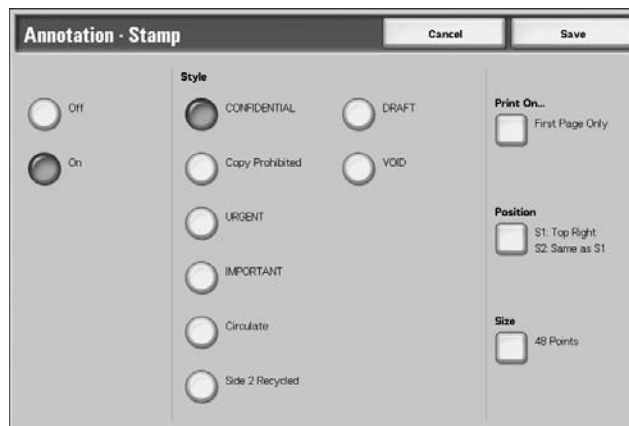 Annotation - Stamp
Cancel
Save
Off
On
Style
CONFIDENTIAL
DRAFT
Copy Prohibited
VOID
URGENT
IMPORTANT
Circulate
Side 2 Recycled
Print On...
First Page Only
Position
S1: Top Right
S2: Same as S1
Size
48 Points